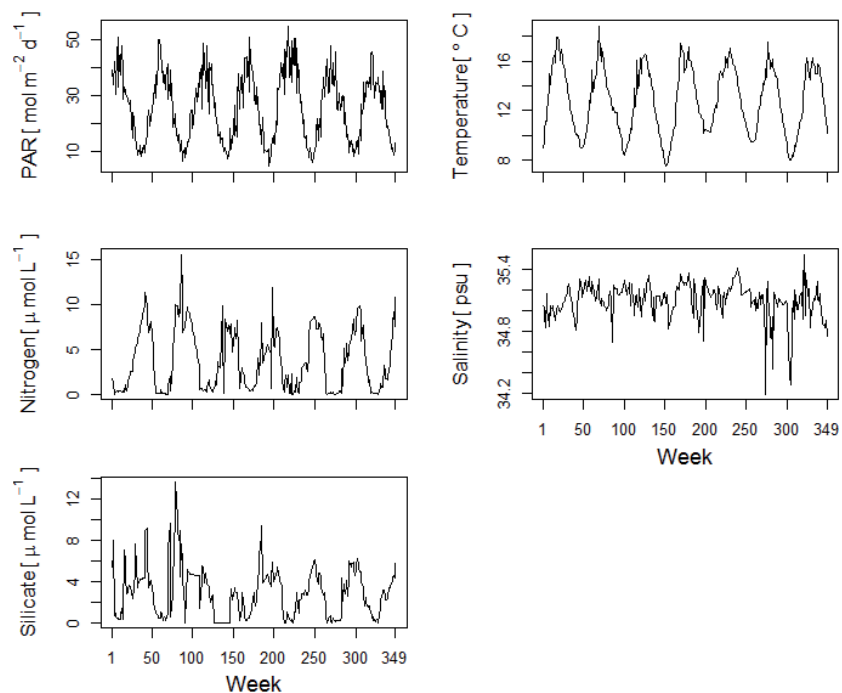 PAR [ mol m⁻² d⁻¹ ]
50
30
10
Temperature [ ° C ]
16
12
8
Nitrogen [ μ mol L⁻¹ ]
15
10
5
0
Salinity [ psu ]
35.4
34.8
34.2
1 50 100 150 200 250 300 349
Week
Silicate [ μ mol L⁻¹ ]
12
8
4
0
1 50 100 150 200 250 300 349
Week